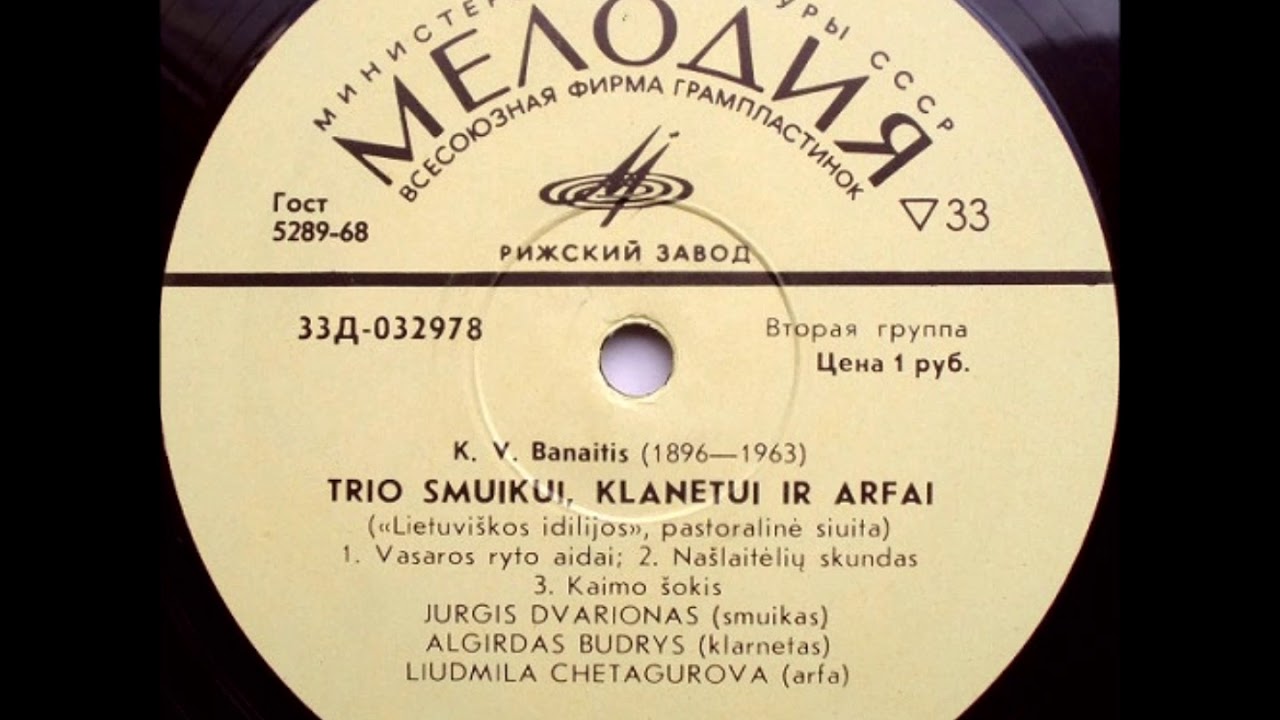 МЕЛОДИЯ
СССР
ВСЕСОЮЗНАЯ ФИРМА ГРАМПЛАСТИНОК
Гост
5289-68
33
РИЖСКИЙ ЗАВОД
33Д-032978
Вторая группа
Цена 1 руб.
K. V. Banaitis (1896—1963)
TRIO SMUIKUI, KLANETUI IR ARFAI
(«Lietuviškos idilijos», pastoralinė siuita)
1. Vasaros ryto aidai; 2. Našlaitėlių skundas
3. Kaimo šokis
JURGIS DVARIONAS (smuikas)
ALGIRDAS BUDRYS (klarnetas)
LIUDMILA CHETAGUROVA (arfa)